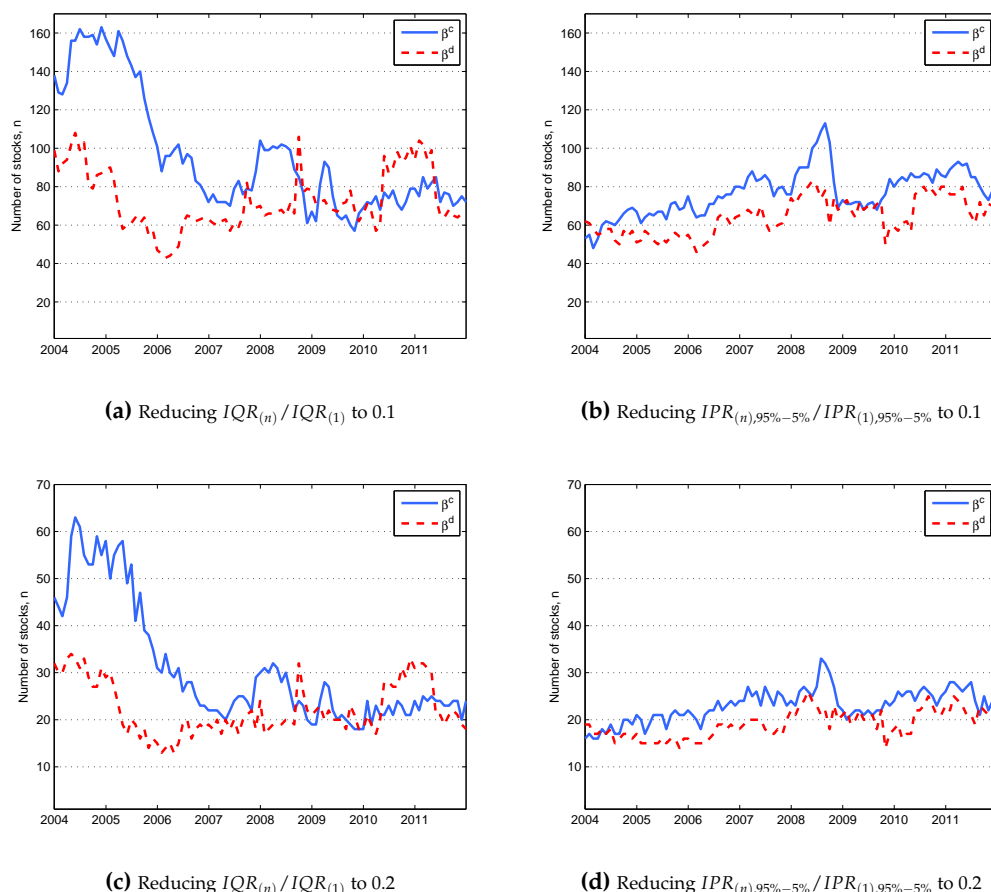 160
140
120
100
80
60
40
20
Number of stocks, n
β^c
β^d
2004 2005 2006 2007 2008 2009 2010 2011
(a) Reducing IQR_(n)/IQR_(1) to 0.1
160
140
120
100
80
60
40
20
Number of stocks, n
β^c
β^d
2004 2005 2006 2007 2008 2009 2010 2011
(b) Reducing IPR_(n),95%−5%/IPR_(1),95%−5% to 0.1
70
60
50
40
30
20
10
Number of stocks, n
β^c
β^d
2004 2005 2006 2007 2008 2009 2010 2011
(c) Reducing IQR_(n)/IQR_(1) to 0.2
70
60
50
40
30
20
10
Number of stocks, n
β^c
β^d
2004 2005 2006 2007 2008 2009 2010 2011
(d) Reducing IPR_(n),95%−5%/IPR_(1),95%−5% to 0.2